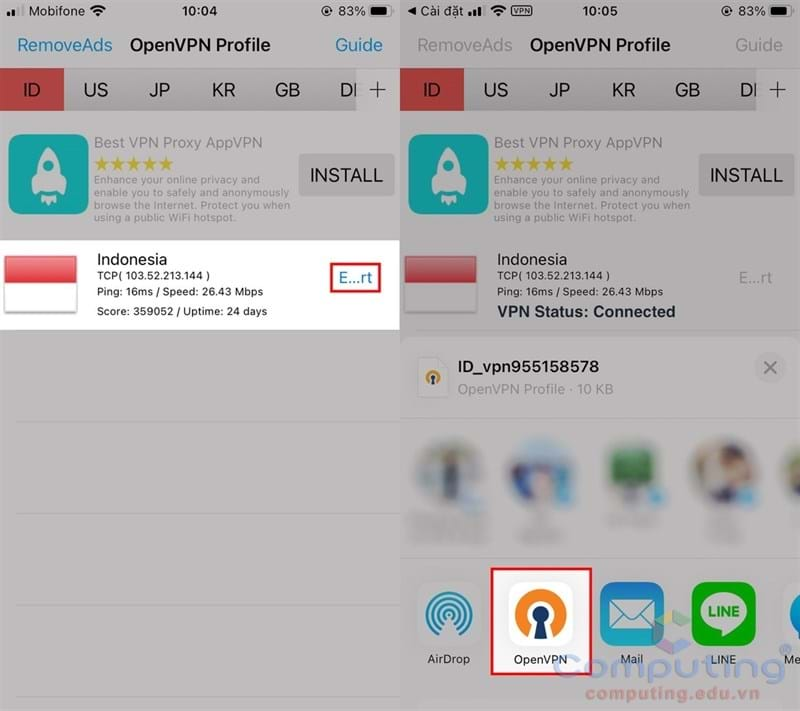 Mobifone
10:04
83%
RemoveAds
OpenVPN Profile
Guide
ID
US
JP
KR
GB
+
Best VPN Proxy AppVPN
Enhance your online privacy and
enable you to safely and anonymously
browse the Internet. Protect you when
using a public WiFi hotspot.
INSTALL
Indonesia
TCP( 103.52.213.144 )
Ping: 16ms / Speed: 26.43 Mbps
Score: 359052 / Uptime: 24 days
E...rt
Cài đặt
VPN
10:05
83%
RemoveAds
OpenVPN Profile
Guide
ID
US
JP
KR
GB
+
Best VPN Proxy AppVPN
Enhance your online privacy and
enable you to safely and anonymously
browse the Internet. Protect you when
using a public WiFi hotspot.
INSTALL
Indonesia
TCP( 103.52.213.144 )
Ping: 16ms / Speed: 26.43 Mbps
VPN Status: Connected
E...rt
ID_vpn955158578
OpenVPN Profile · 10 KB
AirDrop
OpenVPN
Mail
LINE
LINE
Computing®
computing.edu.vn